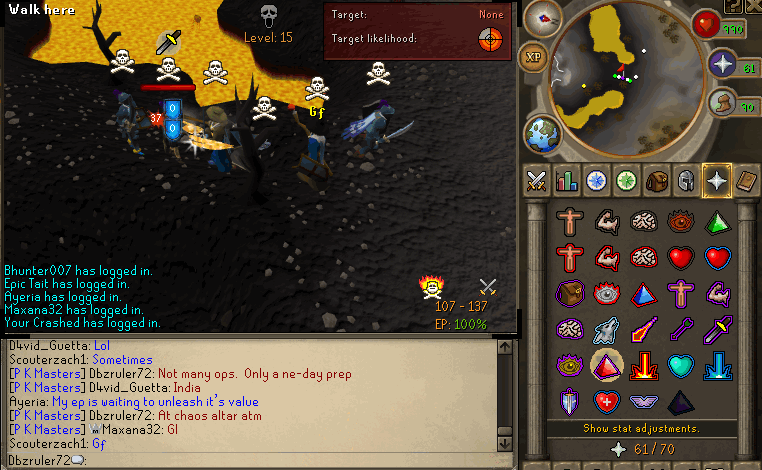 Walk here
Level: 15
Target: None
Target likelihood:
Gf
0
37
0
Bhunter007 has logged in.
Epic Tait has logged in.
Ayeria has logged in.
Maxana32 has logged in.
Your Crashed has logged in.
107 - 137
EP: 100%
D4vid_Guetta: Lol
Scouterzach1: Sometimes
[P K Masters] Dbzruler72: Not many ops. Only a ne-day prep
[P K Masters] D4vid_Guetta: India
Ayeria: My ep is waiting to unleash it's value
[P K Masters] Dbzruler72: At chaos altar atm
[P K Masters] Maxana32: Gl
Scouterzach1: Gf
Dbzruler72:
?
X
990
XP
61
90
Show stat adjustments.
61 / 70